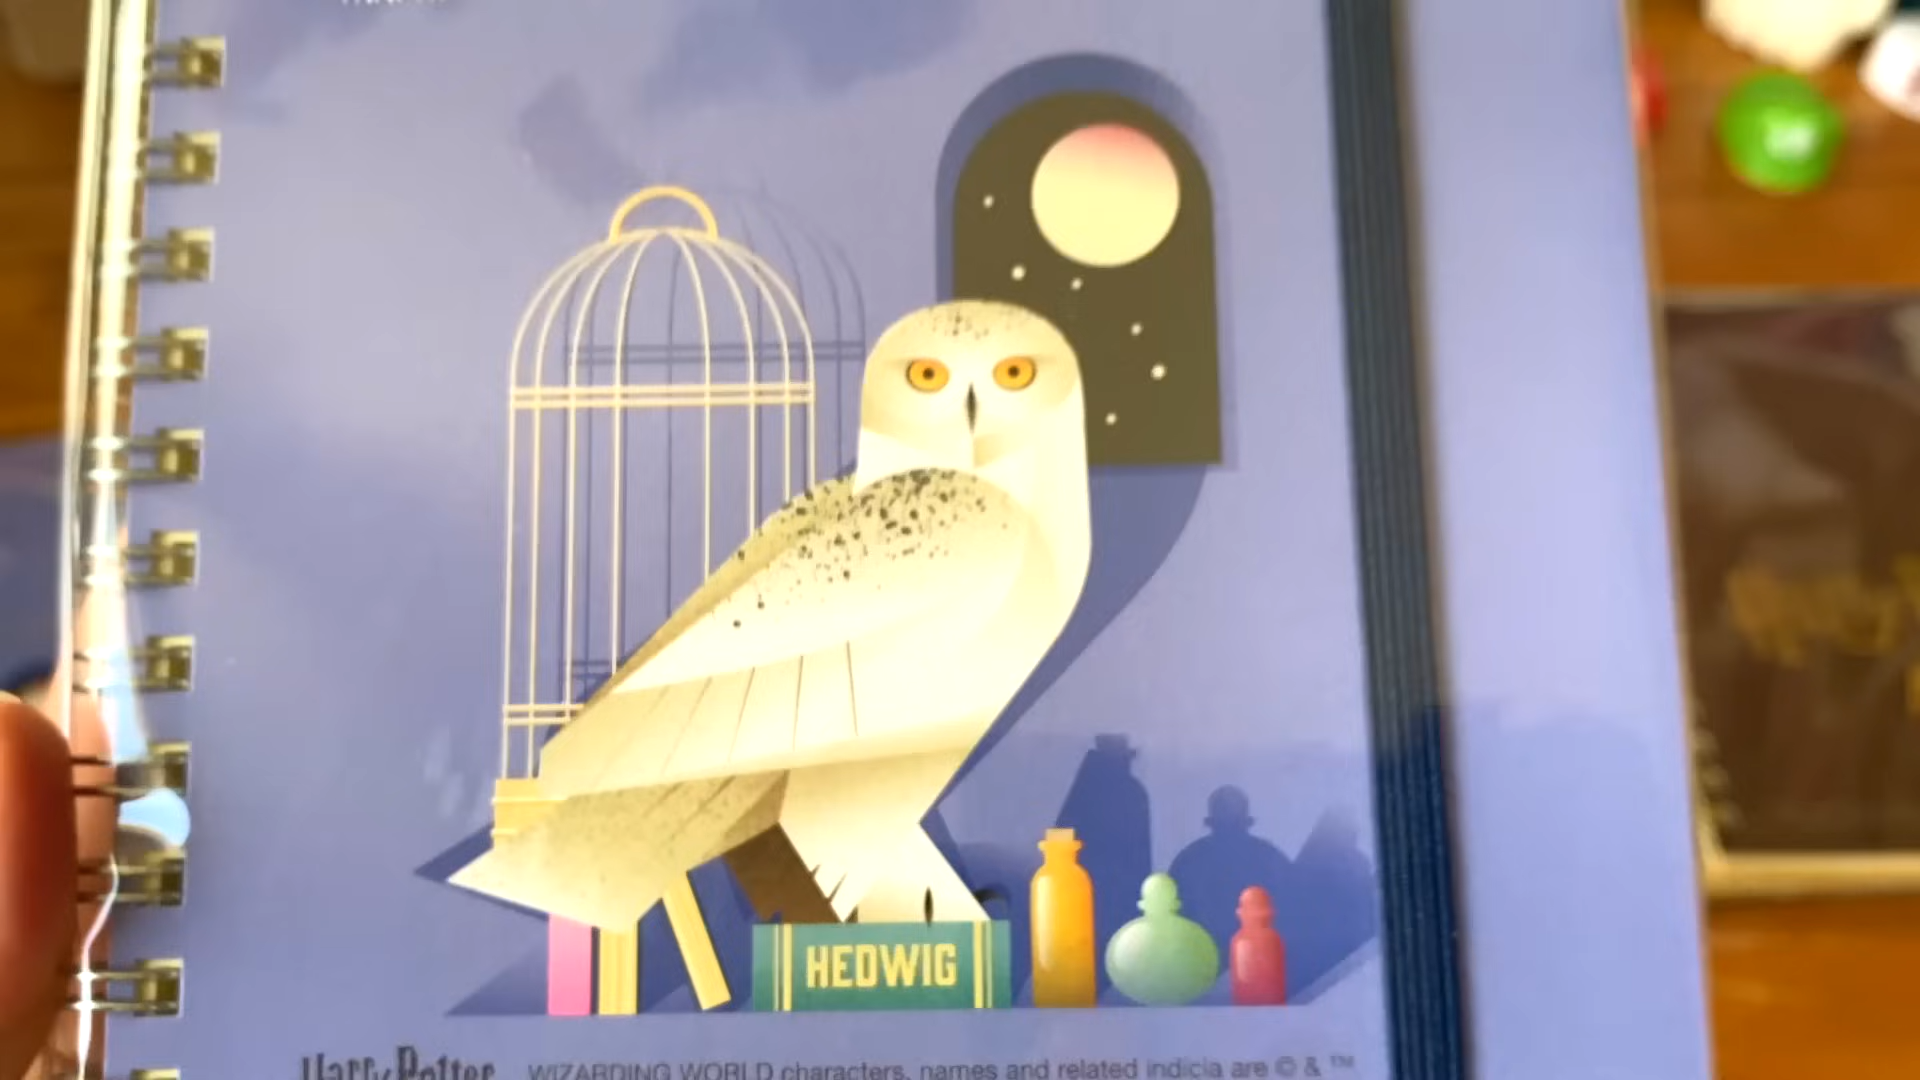 HEDWIG
Harry Potter
WIZARDING WORLD characters, names and related indicia are © & ™